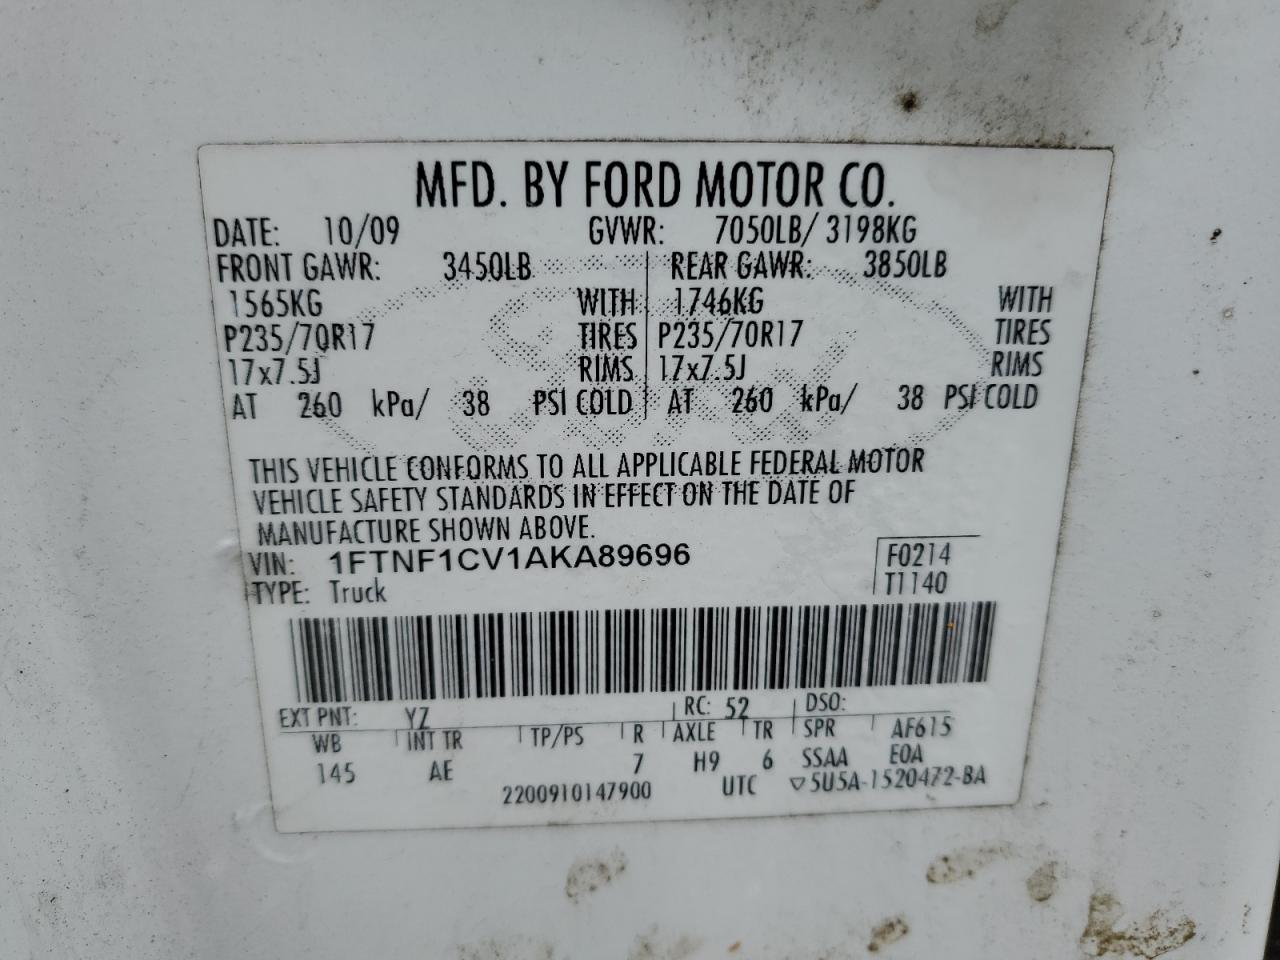 MFD. BY FORD MOTOR CO.
DATE: 10/09 GVWR: 7050LB/ 3198KG
FRONT GAWR: 3450LB REAR GAWR: 3850LB
1565KG WITH 1746KG WITH
P235/70R17 TIRES P235/70R17 TIRES
17x7.5J RIMS 17x7.5J RIMS
AT 260 kPa/ 38 PSI COLD AT 260 kPa/ 38 PSI COLD
THIS VEHICLE CONFORMS TO ALL APPLICABLE FEDERAL MOTOR
VEHICLE SAFETY STANDARDS IN EFFECT ON THE DATE OF
MANUFACTURE SHOWN ABOVE.
VIN: 1FTNF1CV1AKA89696 F0214
TYPE: Truck T1140
EXT PNT: YZ RC: 52 DSO:
WB INT TR TP/PS R AXLE TR SPR AF615
145 AE 7 H9 6 SSAA EOA
2200910147900 UTC ▽5U5A-1520472-BA